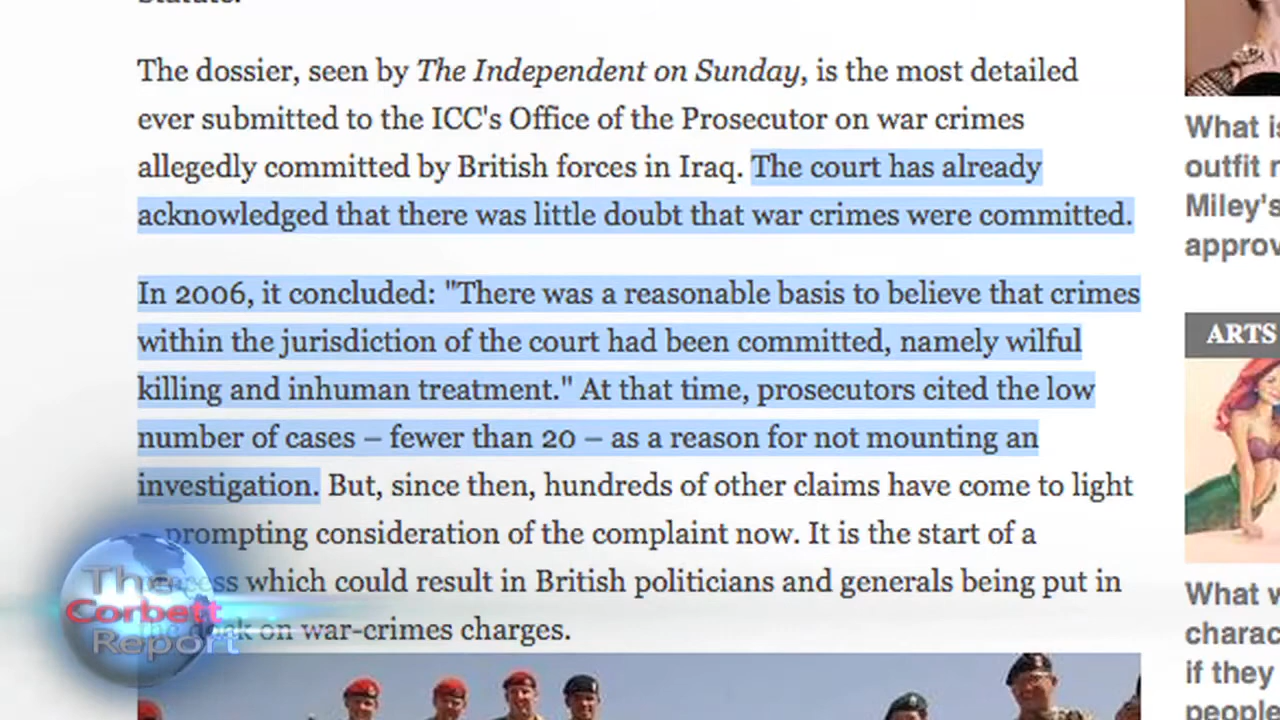 The dossier, seen by The Independent on Sunday, is the most detailed
ever submitted to the ICC's Office of the Prosecutor on war crimes
allegedly committed by British forces in Iraq. The court has already
acknowledged that there was little doubt that war crimes were committed.
In 2006, it concluded: "There was a reasonable basis to believe that crimes
within the jurisdiction of the court had been committed, namely wilful
killing and inhuman treatment." At that time, prosecutors cited the low
number of cases – fewer than 20 – as a reason for not mounting an
investigation. But, since then, hundreds of other claims have come to light
prompting consideration of the complaint now. It is the start of a
which could result in British politicians and generals being put in
on war-crimes charges.
The
Corbett
Report
What
outfit
Miley's
ARTS
What
if they